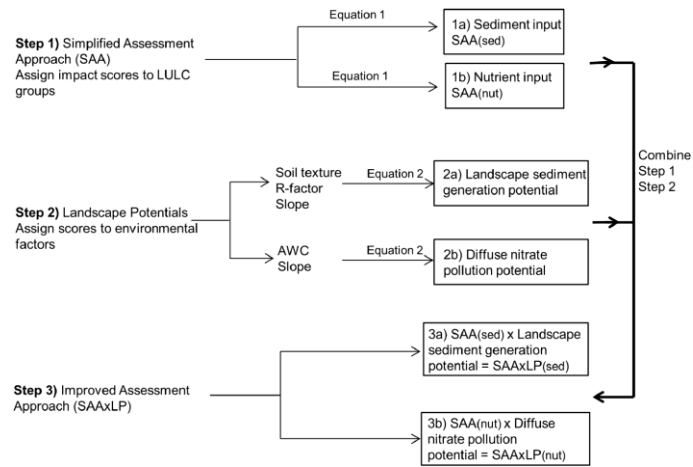 Step 1) Simplified Assessment
Approach (SAA)
Assign impact scores to LULC
groups
Equation 1
1a) Sediment input
SAA(sed)
Equation 1
1b) Nutrient input
SAA(nut)
Combine
Step 1
Step 2
Step 2) Landscape Potentials
Assign scores to environmental
factors
Soil texture
R-factor
Slope
Equation 2
2a) Landscape sediment
generation potential
AWC
Slope
Equation 2
2b) Diffuse nitrate
pollution potential
Step 3) Improved Assessment
Approach (SAAxLP)
3a) SAA(sed) x Landscape
sediment generation
potential = SAAxLP(sed)
3b) SAA(nut) x Diffuse
nitrate pollution
potential = SAAxLP(nut)